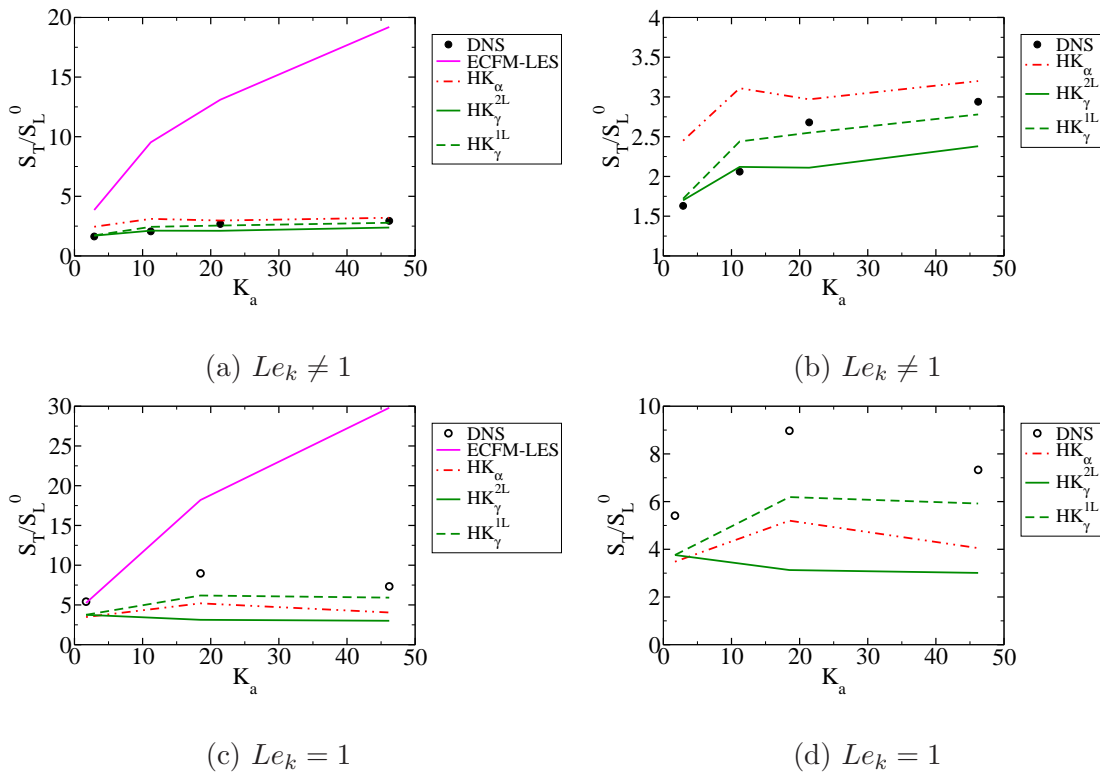 20
15
10
5
0
S_T/S_L^0
0 10 20 30 40 50
K_a
DNS
ECFM-LES
HK_α
HK_γ^2L
HK_γ^1L
(a) Le_k ≠ 1
4
3.5
3
2.5
2
1.5
1
S_T/S_L^0
0 10 20 30 40 50
K_a
DNS
HK_α
HK_γ^2L
HK_γ^1L
(b) Le_k ≠ 1
30
25
20
15
10
5
0
S_T/S_L^0
0 10 20 30 40 50
K_a
DNS
ECFM-LES
HK_α
HK_γ^2L
HK_γ^1L
(c) Le_k = 1
10
8
6
4
2
0
S_T/S_L^0
0 10 20 30 40 50
K_a
DNS
HK_α
HK_γ^2L
HK_γ^1L
(d) Le_k = 1